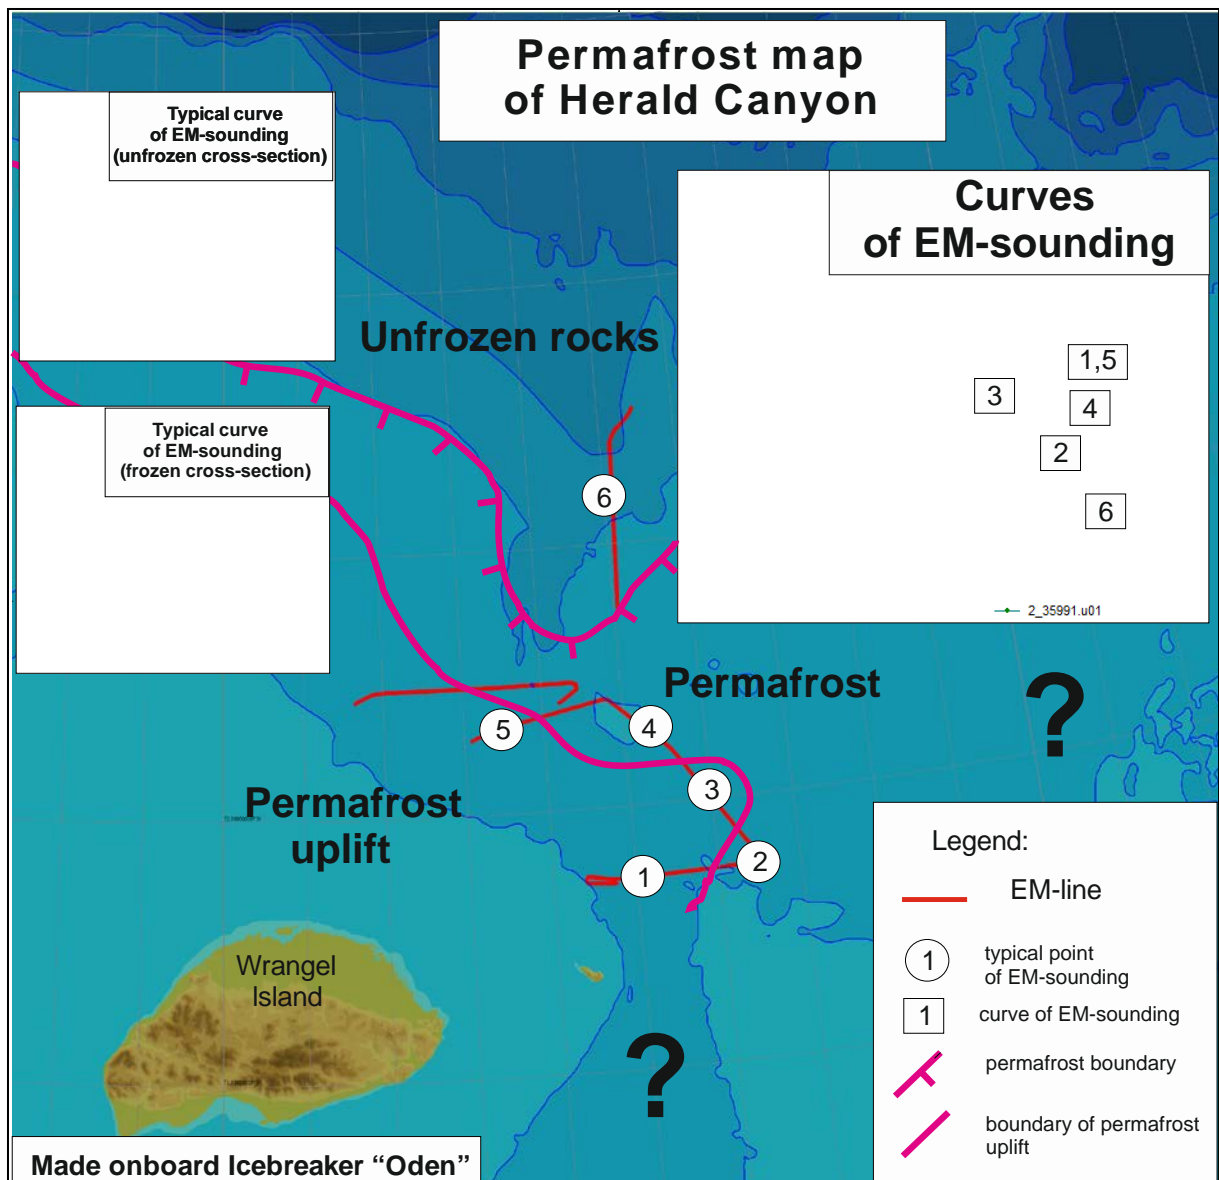 Permafrost map
of Herald Canyon
Typical curve
of EM-sounding
(unfrozen cross-section)
Curves
of EM-sounding
Unfrozen rocks
1,5
3
4
2
6
Typical curve
of EM-sounding
(frozen cross-section)
6
2_35991.u01
Permafrost
?
5
4
3
Permafrost
uplift
2
1
Wrangel
Island
?
Legend:
EM-line
1
typical point
of EM-sounding
1
curve of EM-sounding
permafrost boundary
boundary of permafrost
uplift
Made onboard Icebreaker “Oden”